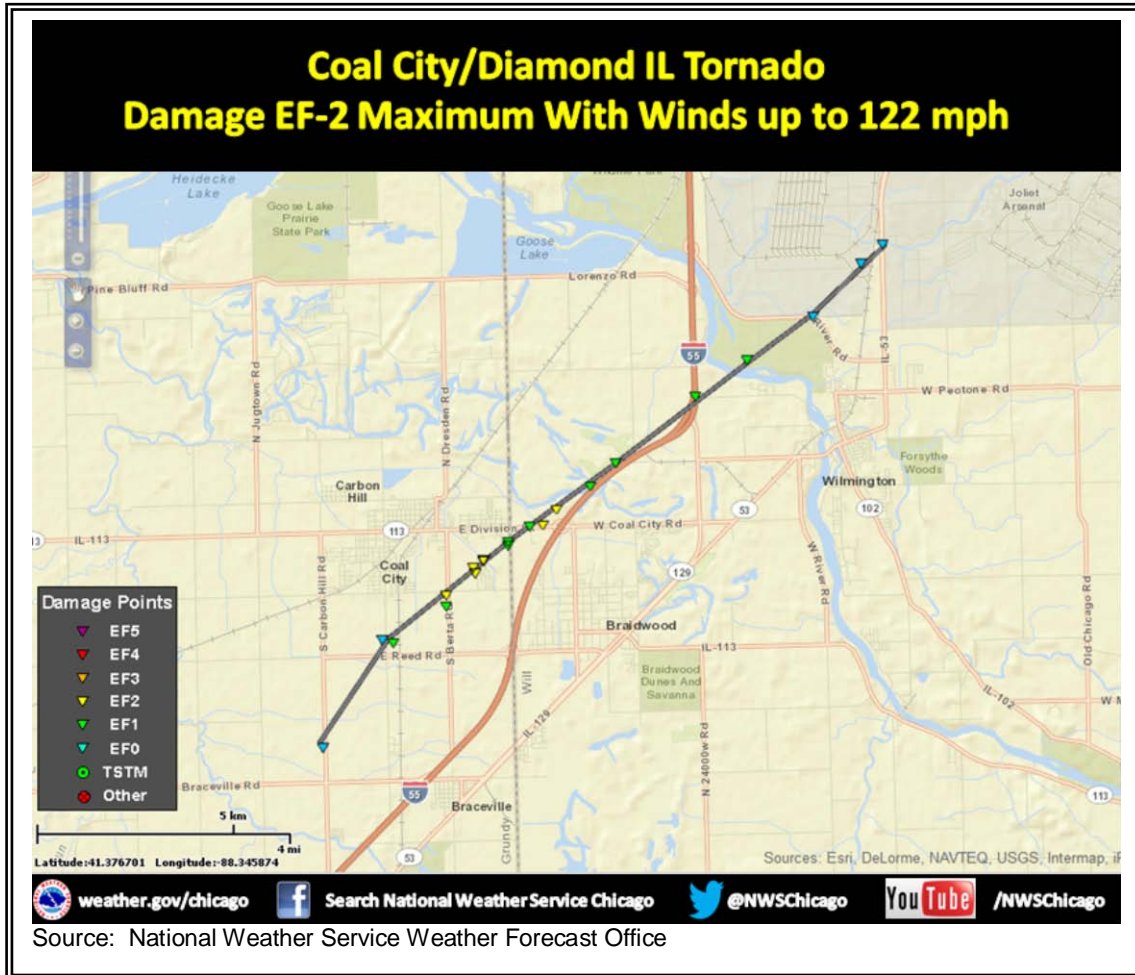 Coal City/Diamond IL Tornado
Damage EF-2 Maximum With Winds up to 122 mph
Heidecke
Lake
Goose Lake
Prairie
State Park
Goose
Lake
Joliet
Arsenal
Pine Bluff Rd
Lorenzo Rd
N Jugtown Rd
N Dresden Rd
55
River Rd
IL-53
W Peotone Rd
Forsythe
Woods
Carbon
Hill
Wilmington
53
102
IL-113
113
E Division
W Coal City Rd
Coal
City
129
W River Rd
Old Chicago Rd
S Carbon Hill Rd
S Berta Rd
E Reed Rd
Braidwood
IL-113
Braidwood
Dunes And
Savanna
Will
IL-129
N 24000w Rd
IL-102
W M
Damage Points
EF5
EF4
EF3
EF2
EF1
EF0
TSTM
Other
Braceville Rd
55
Braceville
Grundy
53
113
5 km
4 mi
Latitude:41.376701 Longitude:-88.345874
Sources: Esri, DeLorme, NAVTEQ, USGS, Intermap, iP
weather.gov/chicago
f
Search National Weather Service Chicago
@NWSChicago
YouTube
/NWSChicago
Source: National Weather Service Weather Forecast Office